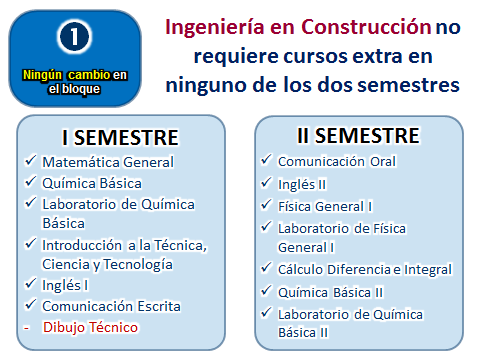 1
Ningún cambio en
el bloque
Ingeniería en Construcción no
requiere cursos extra en
ninguno de los dos semestres
I SEMESTRE
✓ Matemática General
✓ Química Básica
✓ Laboratorio de Química
Básica
✓ Introducción a la Técnica,
Ciencia y Tecnología
✓ Inglés I
✓ Comunicación Escrita
- Dibujo Técnico
II SEMESTRE
✓ Comunicación Oral
✓ Inglés II
✓ Física General I
✓ Laboratorio de Física
General I
✓ Cálculo Diferencia e Integral
✓ Química Básica II
✓ Laboratorio de Química
Básica II